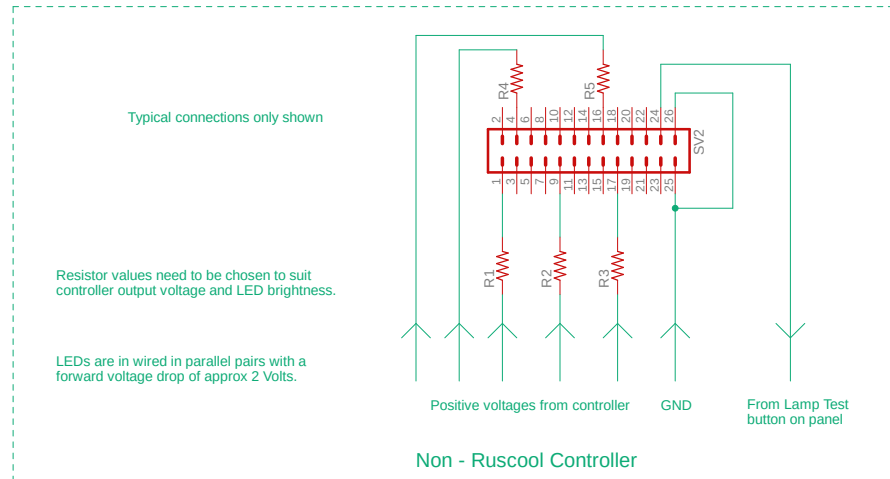 R4
R5
Typical connections only shown
2
4
6
8
10
12
14
16
18
20
22
24
26
SV2
1
3
5
7
9
11
13
15
17
19
21
23
25
Resistor values need to be chosen to suit
controller output voltage and LED brightness.
R1
R2
R3
LEDs are in wired in parallel pairs with a
forward voltage drop of approx 2 Volts.
Positive voltages from controller
GND
From Lamp Test
button on panel
Non - Ruscool Controller